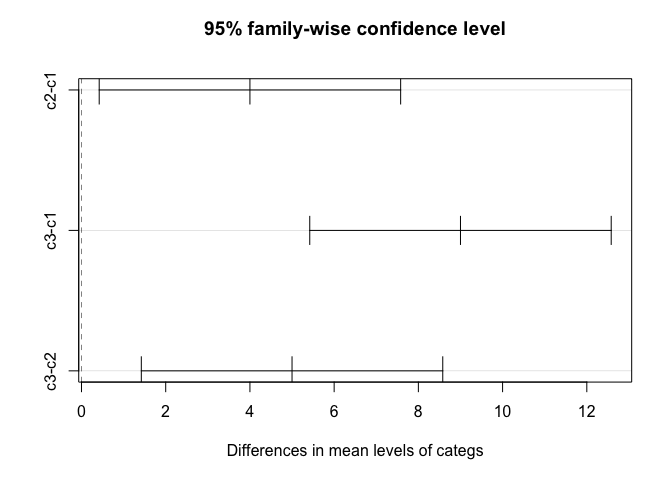 95% family-wise confidence level
c2-c1
c3-c1
c3-c2
0 2 4 6 8 10 12
Differences in mean levels of categs